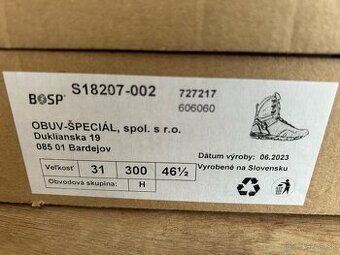 BOSP® S18207-002 727217
606060
OBUV-ŠPECIÁL, spol. s r.o.
Duklianska 19
085 01 Bardejov
Dátum výroby: 06.2023
Vyrobené na Slovensku
Veľkosť 31 300 46½
Obvodová skupina: H